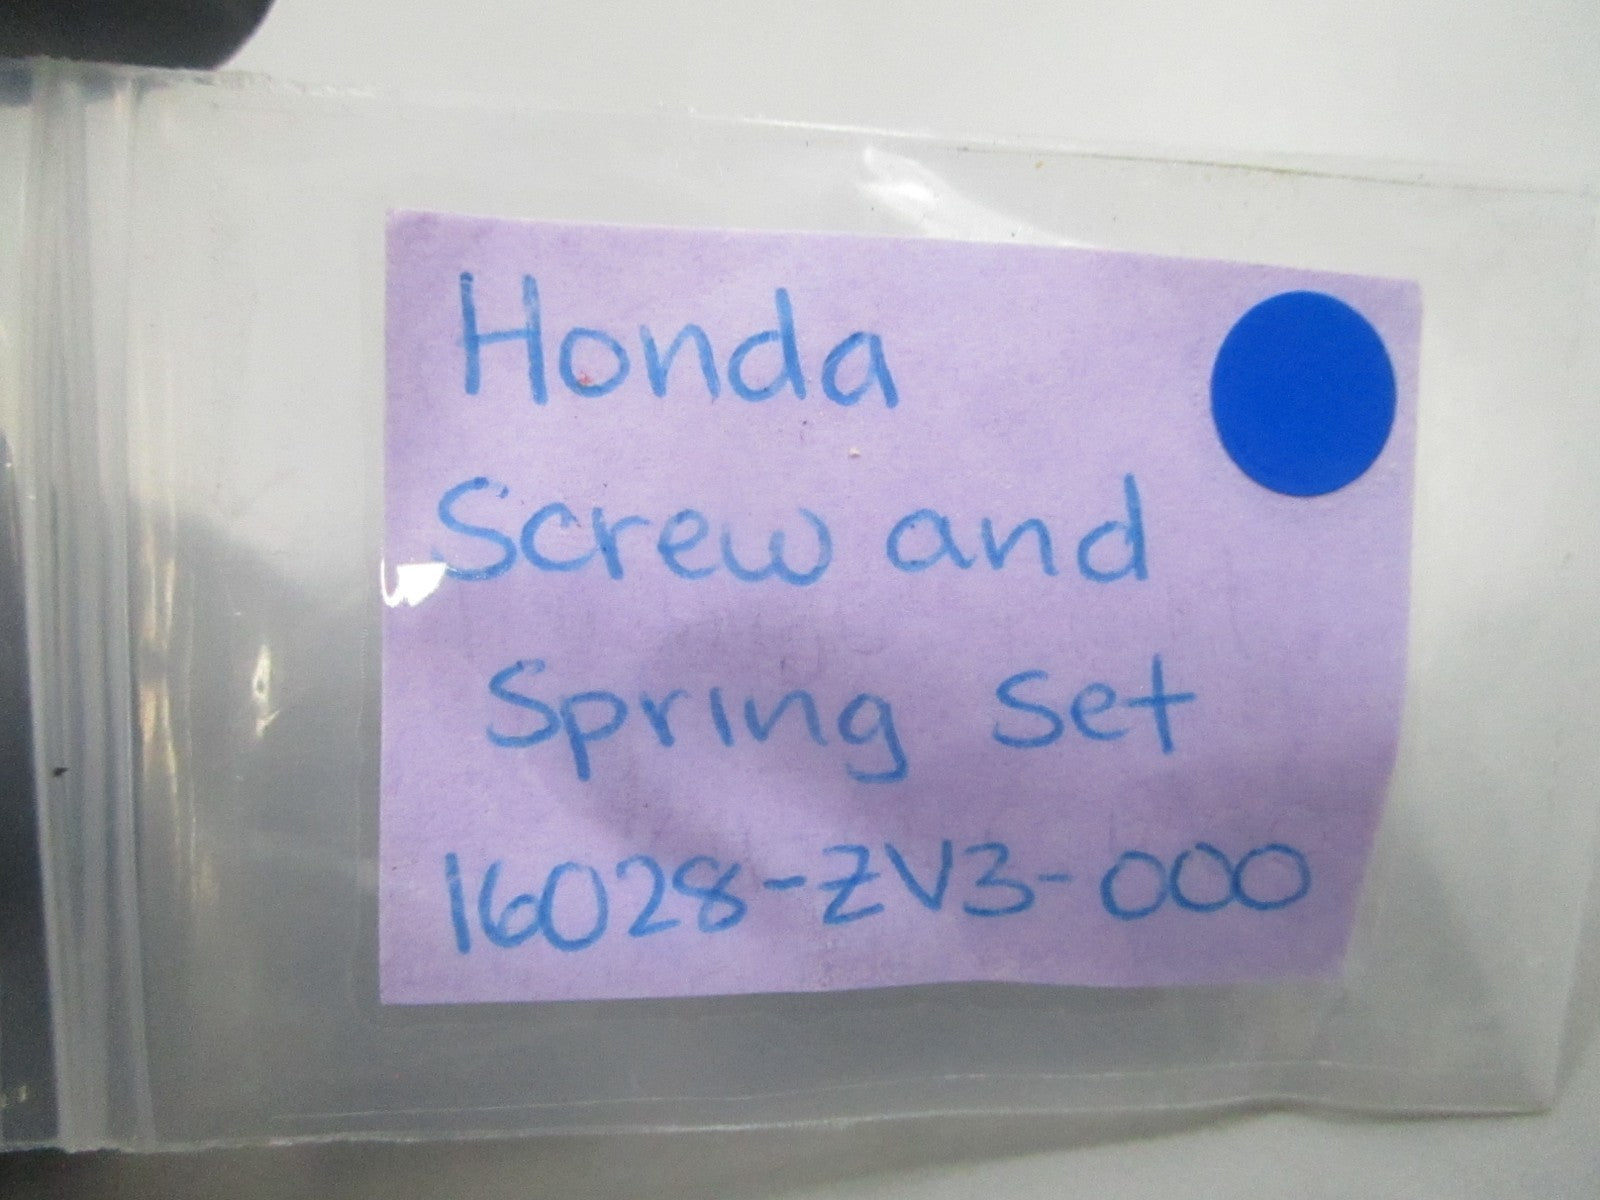 Honda
Screw and
Spring Set
16028-ZV3-000